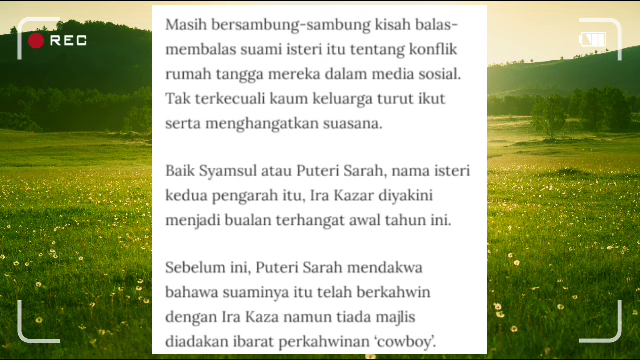 REC
Masih bersambung-sambung kisah balas-
membalas suami isteri itu tentang konflik
rumah tangga mereka dalam media sosial.
Tak terkecuali kaum keluarga turut ikut
serta menghangatkan suasana.
Baik Syamsul atau Puteri Sarah, nama isteri
kedua pengarah itu, Ira Kazar diyakini
menjadi bualan terhangat awal tahun ini.
Sebelum ini, Puteri Sarah mendakwa
bahawa suaminya itu telah berkahwin
dengan Ira Kaza namun tiada majlis
diadakan ibarat perkahwinan ‘cowboy’.